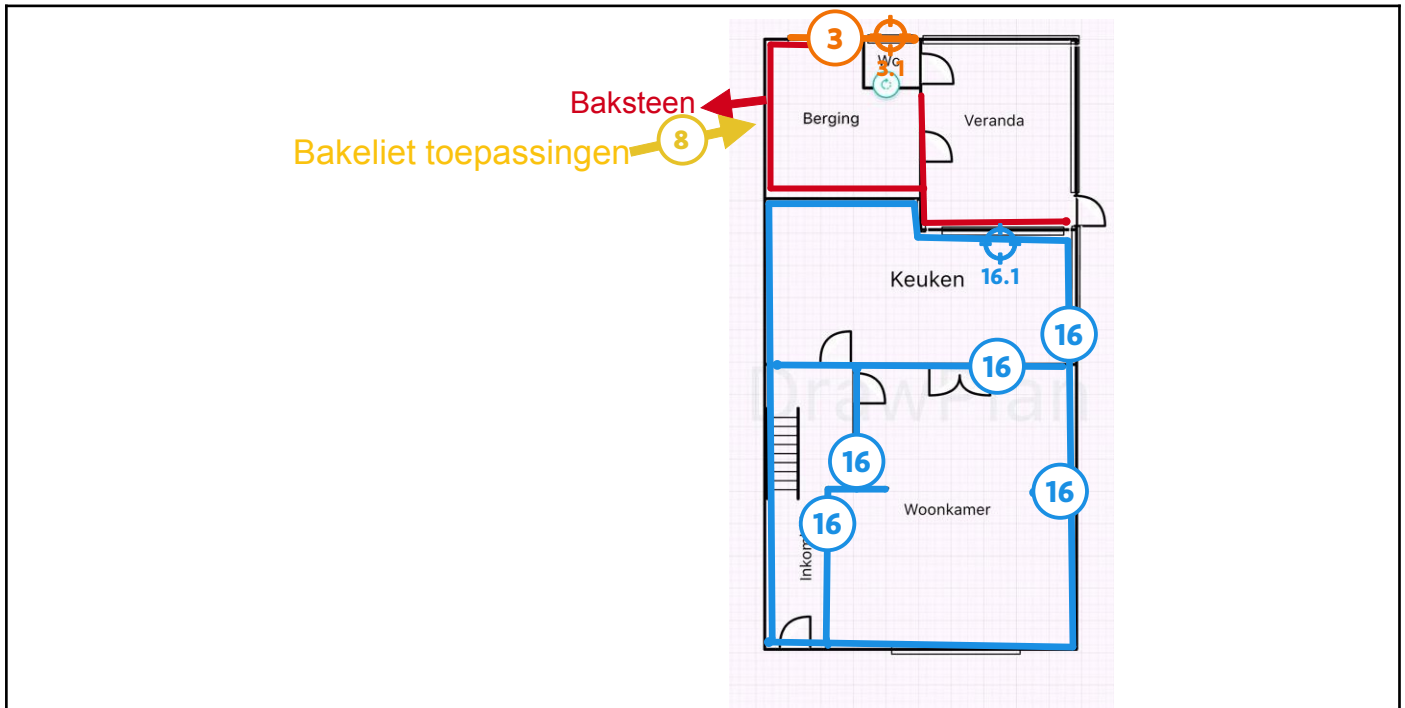 3
Wc
3.1
Baksteen
8
Bakeliet toepassingen
Berging
Veranda
Keuken
16.1
16
16
DrawPlan
16
16
Woonkamer
16